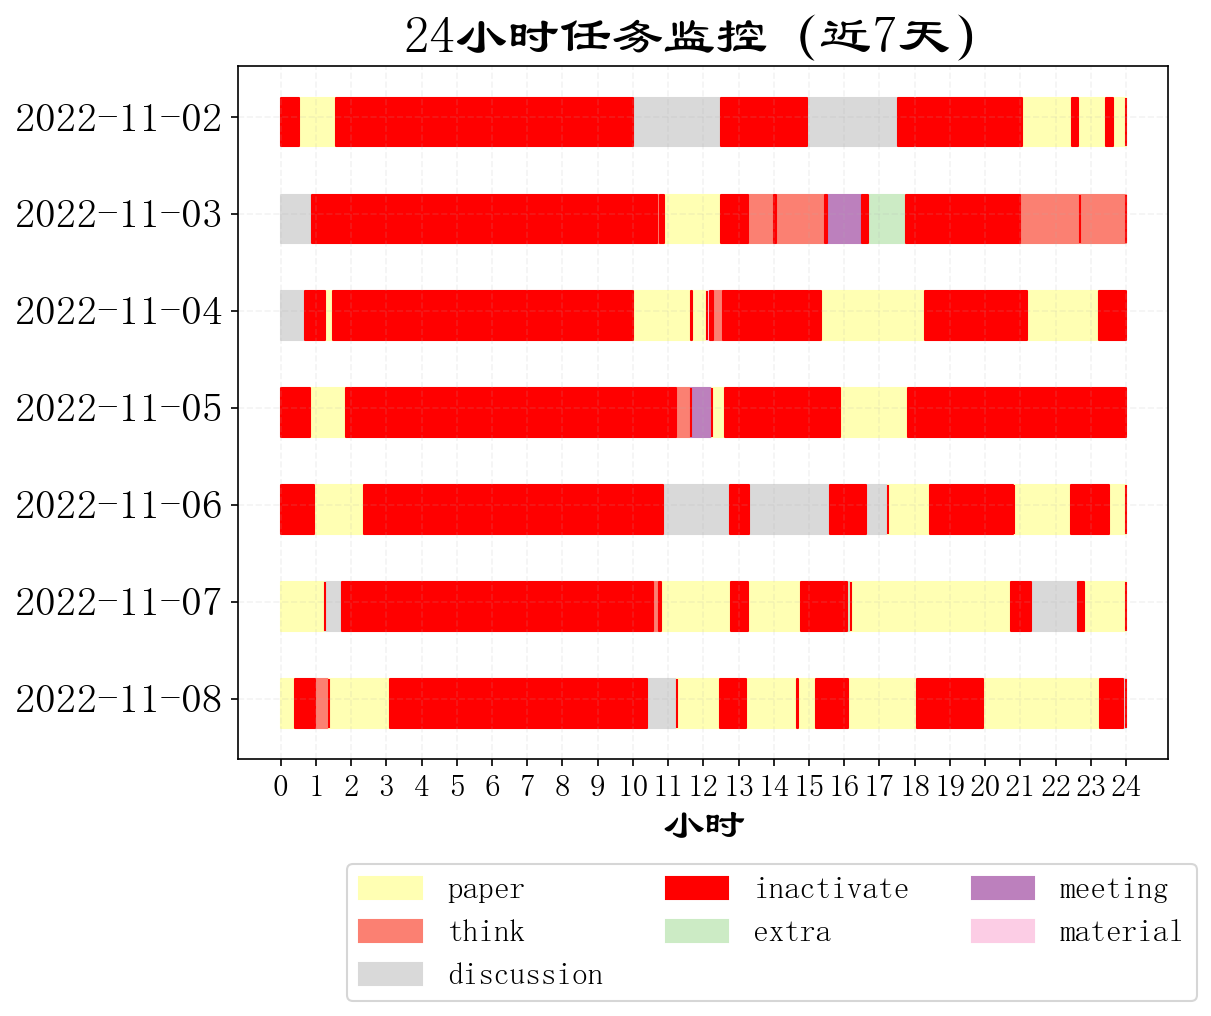 24小时任务监控 (近7天)
2022-11-02
2022-11-03
2022-11-04
2022-11-05
2022-11-06
2022-11-07
2022-11-08
0 1 2 3 4 5 6 7 8 9 10 11 12 13 14 15 16 17 18 19 20 21 22 23 24
小时
paper inactivate meeting
think extra material
discussion